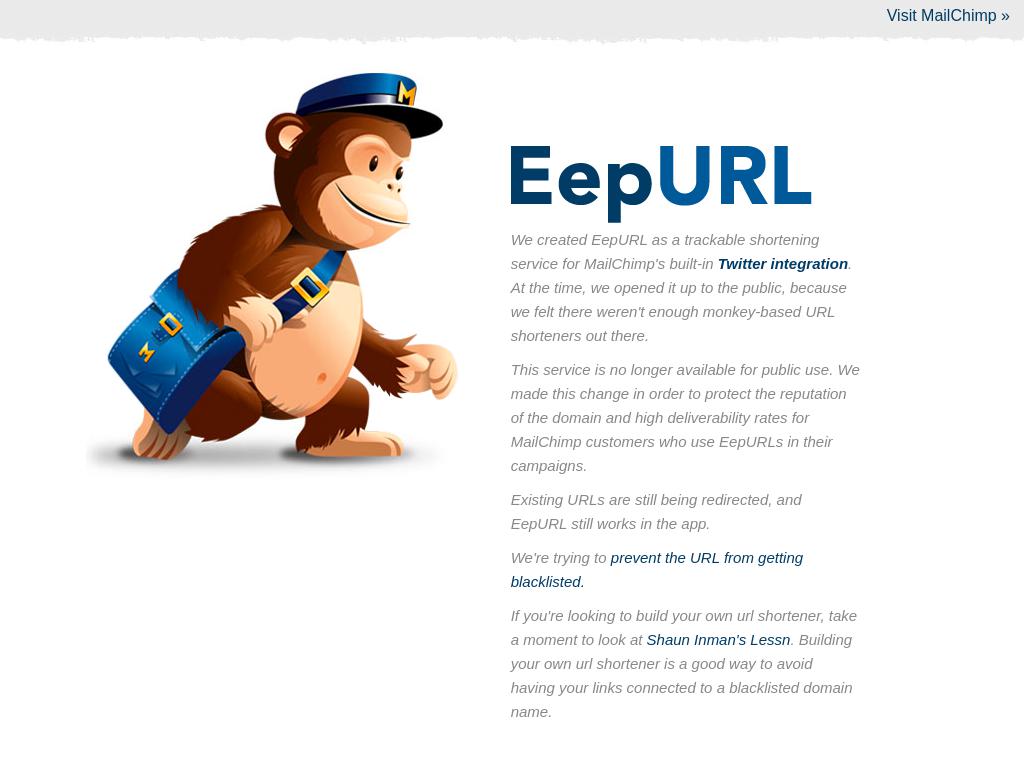 Visit MailChimp »
M
M
EepURL
We created EepURL as a trackable shortening
service for MailChimp's built-in Twitter integration.
At the time, we opened it up to the public, because
we felt there weren't enough monkey-based URL
shorteners out there.
This service is no longer available for public use. We
made this change in order to protect the reputation
of the domain and high deliverability rates for
MailChimp customers who use EepURLs in their
campaigns.
Existing URLs are still being redirected, and
EepURL still works in the app.
We're trying to prevent the URL from getting
blacklisted.
If you're looking to build your own url shortener, take
a moment to look at Shaun Inman's Lessn. Building
your own url shortener is a good way to avoid
having your links connected to a blacklisted domain
name.